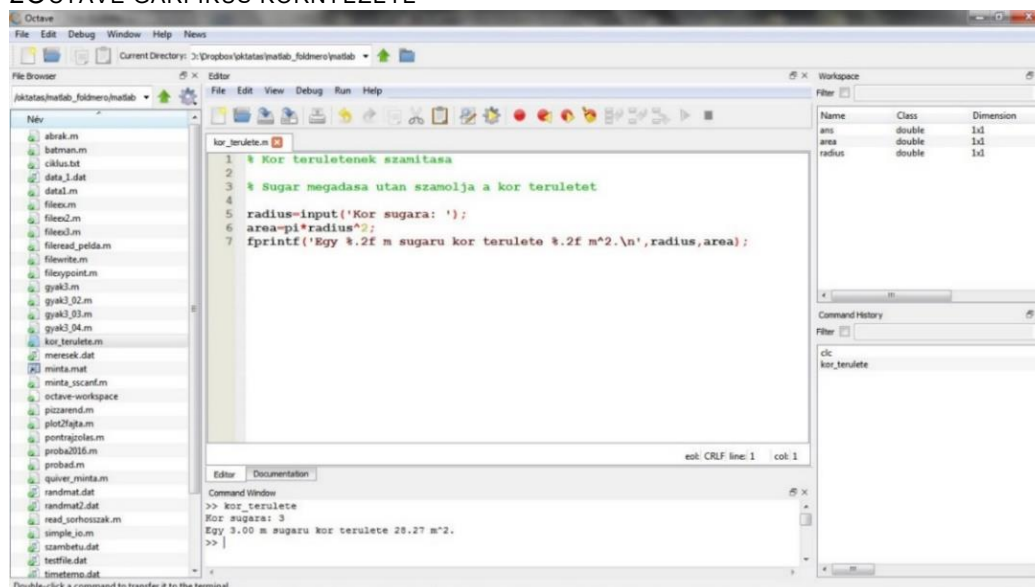 Octave
File Edit Debug Window Help News
Current Directory: D:\Dropbox\oktatas\matlab_foldmero\matlab
File Browser
/oktatas/matlab_foldmero/matlab
Név
abrak.m
batman.m
ciklus.txt
data_1.dat
data1.m
fileex.m
fileex2.m
fileex3.m
fileread_pelda.m
filewrite.m
filexypoint.m
gyak3.m
gyak3_02.m
gyak3_03.m
gyak3_04.m
kor_terulete.m
meresek.dat
minta.mat
minta_sscanf.m
octave-workspace
pizzarend.m
plot2fajta.m
pontrajzolas.m
proba2016.m
probad.m
quiver_minta.m
randmat.dat
randmat2.dat
read_sorhosszak.m
simple_io.m
szambetu.dat
testfile.dat
timetemp.dat
Editor
File Edit View Debug Run Help
kor_terulete.m
1 % Kor teruletenek szamitasa
2
3 % Sugar megadasa utan szamolja a kor teruletet
4
5 radius=input('Kor sugara: ');
6 area=pi*radius^2;
7 fprintf('Egy %.2f m sugaru kor terulete %.2f m^2.\n',radius,area);
eol: CRLF line: 1 col: 1
Editor Documentation
Command Window
>> kor_terulete
Kor sugara: 3
Egy 3.00 m sugaru kor terulete 28.27 m^2.
>>
Workspace
Filter
Name Class Dimension
ans double 1x1
area double 1x1
radius double 1x1
Command History
Filter
clc
kor_terulete
Double-click a command to transfer it to the terminal